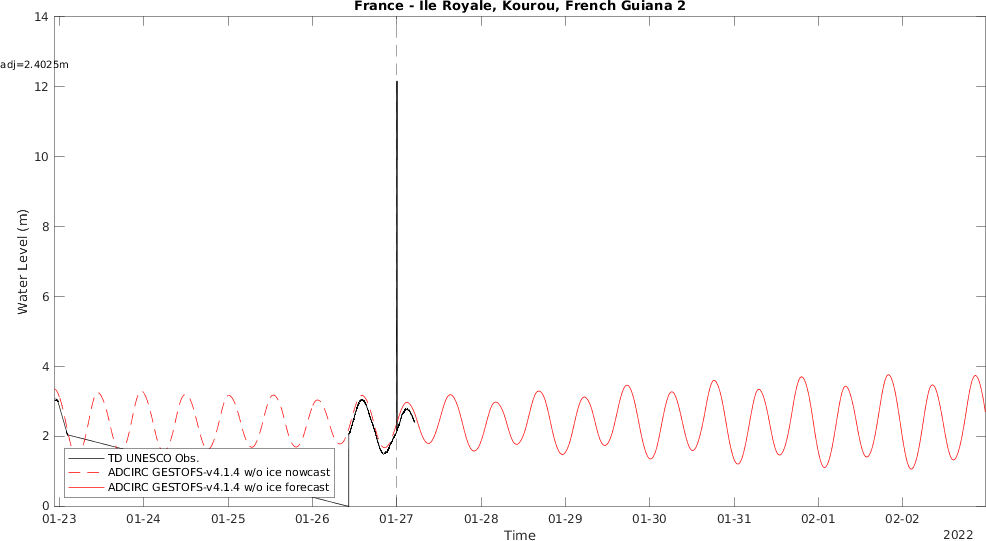 France - Ile Royale, Kourou, French Guiana 2
14
adj=2.4025m
12
10
8
6
4
2
0
Water Level (m)
TD UNESCO Obs.
ADCIRC GESTOFS-v4.1.4 w/o ice nowcast
ADCIRC GESTOFS-v4.1.4 w/o ice forecast
01-23 01-24 01-25 01-26 01-27 01-28 01-29 01-30 01-31 02-01 02-02
Time
2022